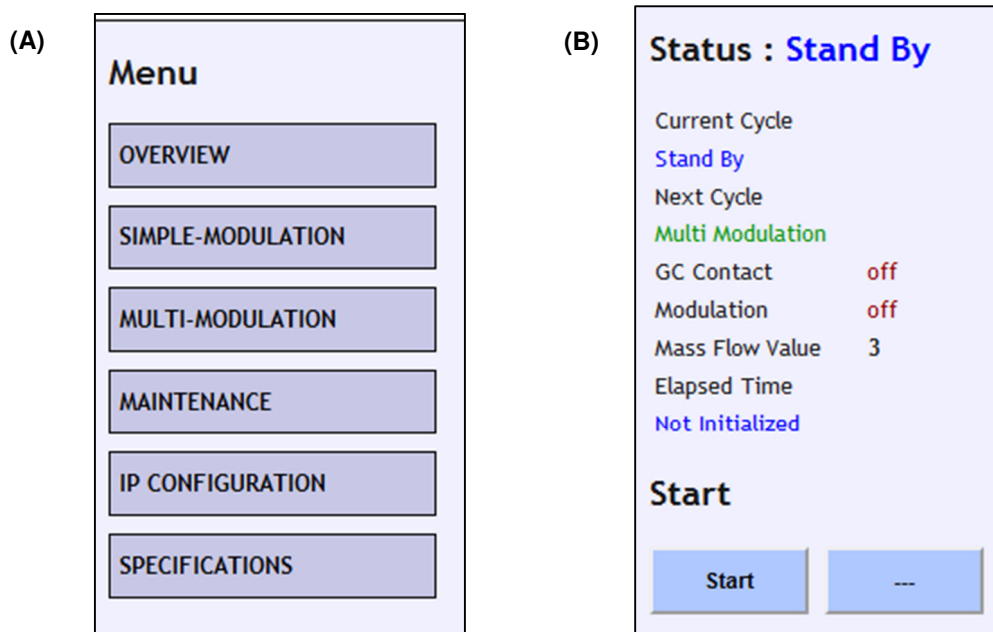 (A)
Menu
OVERVIEW
SIMPLE-MODULATION
MULTI-MODULATION
MAINTENANCE
IP CONFIGURATION
SPECIFICATIONS
(B)
Status : Stand By
Current Cycle
Stand By
Next Cycle
Multi Modulation
GC Contact off
Modulation off
Mass Flow Value 3
Elapsed Time
Not Initialized
Start
Start ---